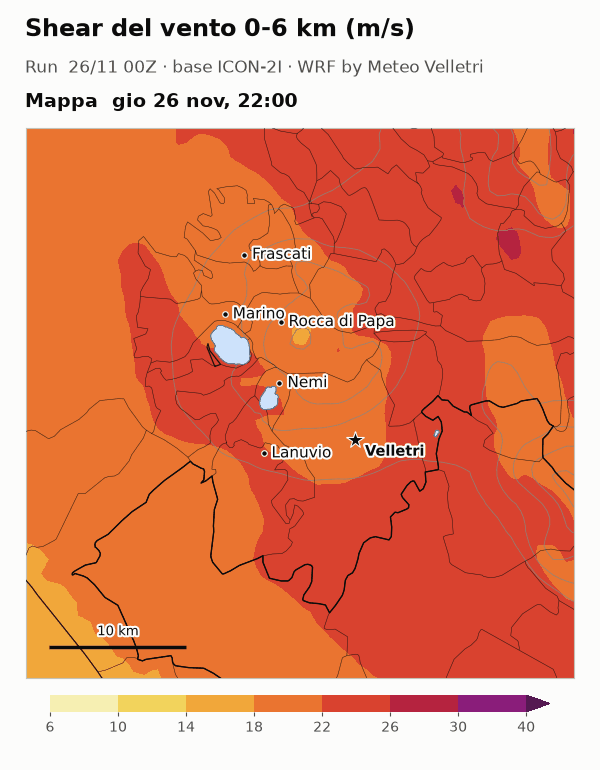 Shear del vento 0-6 km (m/s)
Run  26/11 00Z · base ICON-2I · WRF by Meteo Velletri
Mappa  gio 26 nov, 22:00
Frascati
Marino
Rocca di Papa
Nemi
Velletri
Lanuvio
10 km
6 10 14 18 22 26 30 40